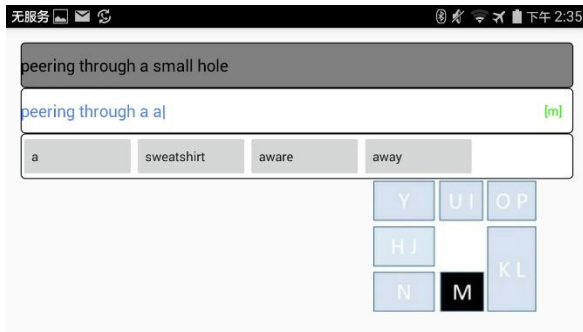 无服务 下午 2:35
peering through a small hole
peering through a a [m]
a sweatshirt aware away
Y U I O P
H J K L
N M